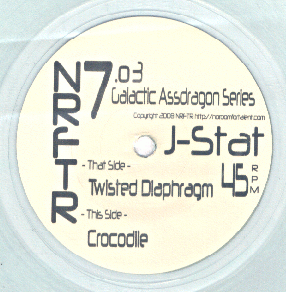 NRFTR
7.03
Galactic Assdragon Series
Copyright 2008 NRFTR http://noroomfortalent.com
J-Stat
- That Side -
Twisted Diaphragm
45 RPM
- This Side -
Crocodile